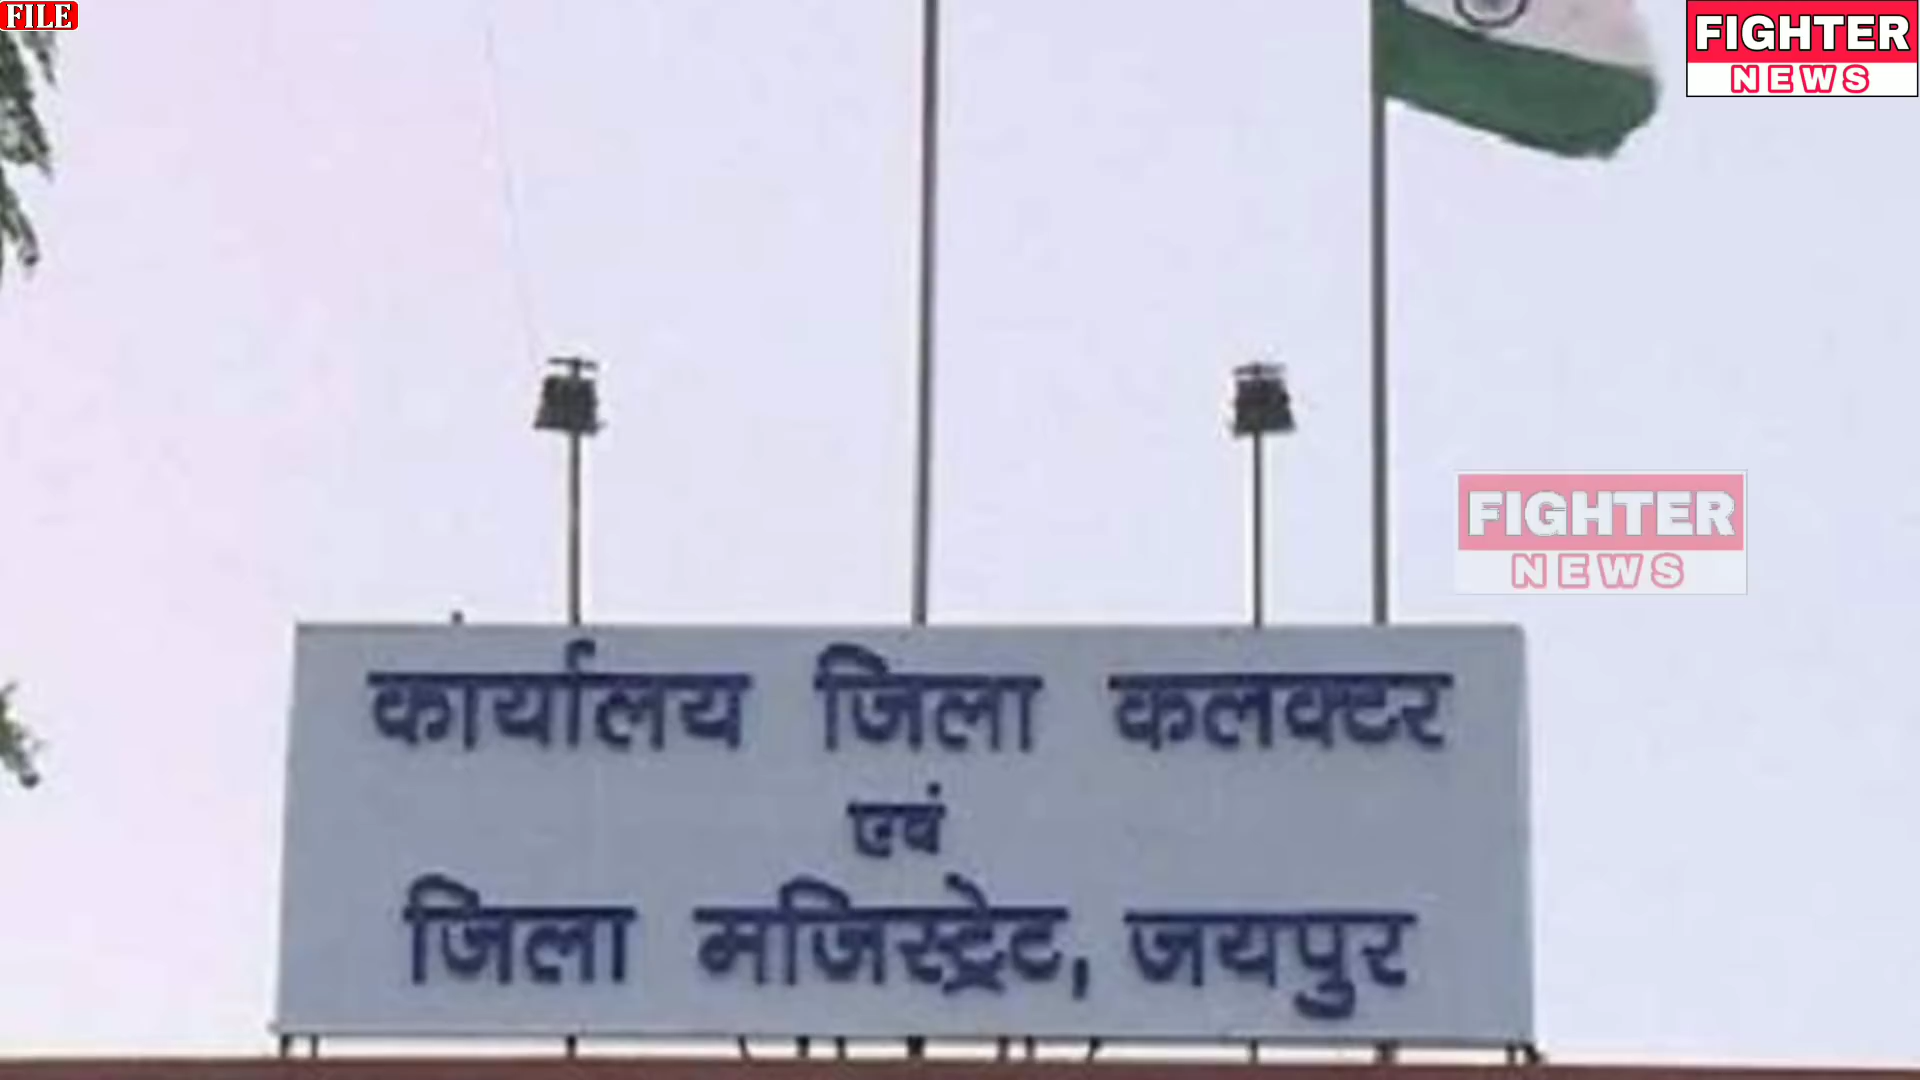 FILE
FIGHTER
NEWS
FIGHTER
NEWS
कार्यालय जिला कलक्टर
एवं
जिला मजिस्ट्रेट, जयपुर